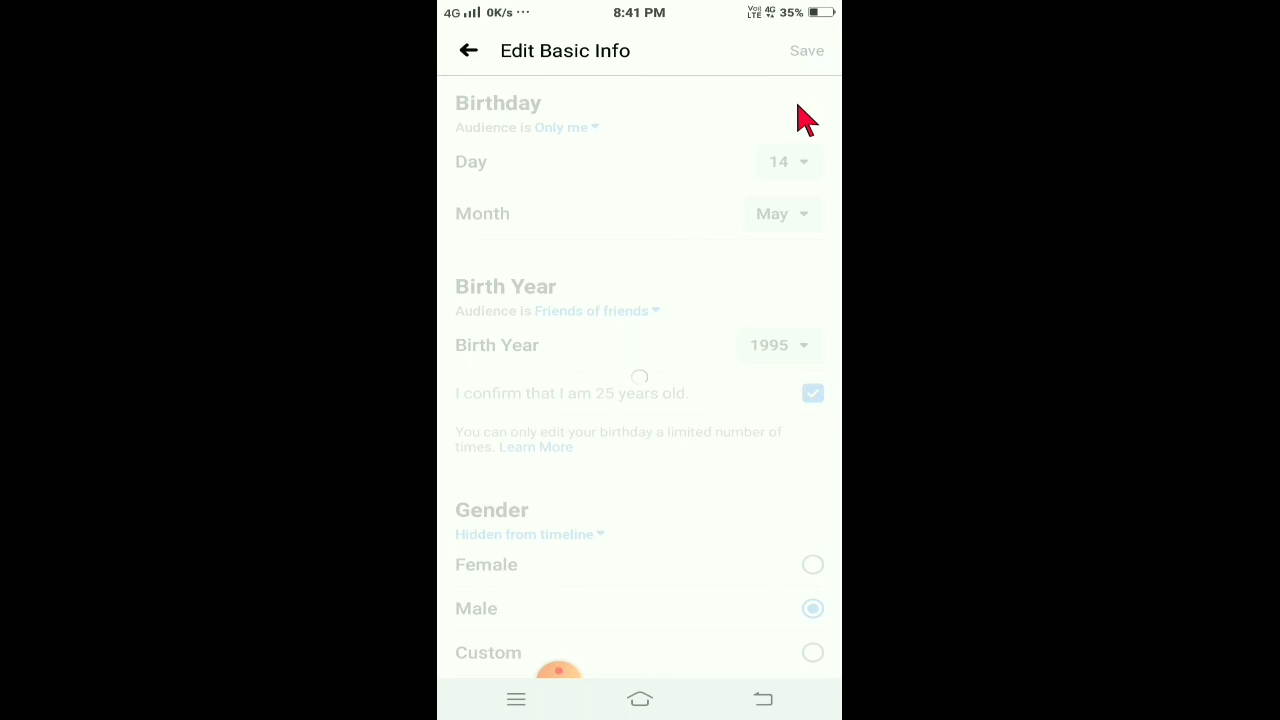 4G 0K/s ··· 8:41 PM VoLTE 4G 35%
Edit Basic Info Save
Birthday
Audience is Only me
Day 14
Month May
Birth Year
Audience is Friends of friends
Birth Year 1995
I confirm that I am 25 years old.
You can only edit your birthday a limited number of
times. Learn More
Gender
Hidden from timeline
Female
Male
Custom